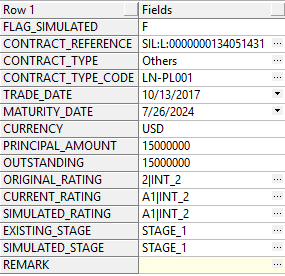 Row 1 Fields
FLAG_SIMULATED F
CONTRACT_REFERENCE SIL:L:0000000134051431 ...
CONTRACT_TYPE Others ...
CONTRACT_TYPE_CODE LN-PL001 ...
TRADE_DATE 10/13/2017
MATURITY_DATE 7/26/2024
CURRENCY USD
PRINCIPAL_AMOUNT 15000000
OUTSTANDING 15000000
ORIGINAL_RATING 2|INT_2 ...
CURRENT_RATING A1|INT_2 ...
SIMULATED_RATING A1|INT_2 ...
EXISTING_STAGE STAGE_1 ...
SIMULATED_STAGE STAGE_1 ...
REMARK ...